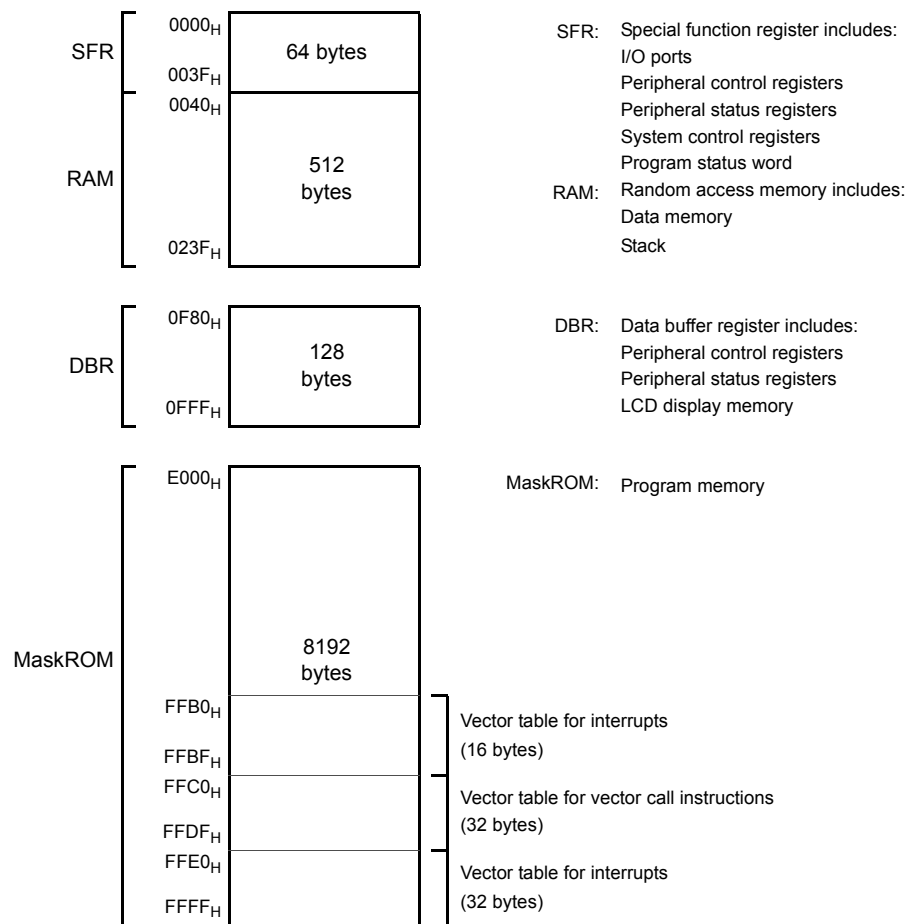 0000H
SFR
64 bytes
003FH
0040H
RAM
512
bytes
023FH
SFR: Special function register includes:
I/O ports
Peripheral control registers
Peripheral status registers
System control registers
Program status word
RAM: Random access memory includes:
Data memory
Stack
0F80H
DBR
128
bytes
0FFFH
DBR: Data buffer register includes:
Peripheral control registers
Peripheral status registers
LCD display memory
E000H
MaskROM: Program memory
MaskROM
8192
bytes
FFB0H
Vector table for interrupts
(16 bytes)
FFBFH
FFC0H
Vector table for vector call instructions
(32 bytes)
FFDFH
FFE0H
Vector table for interrupts
(32 bytes)
FFFFH